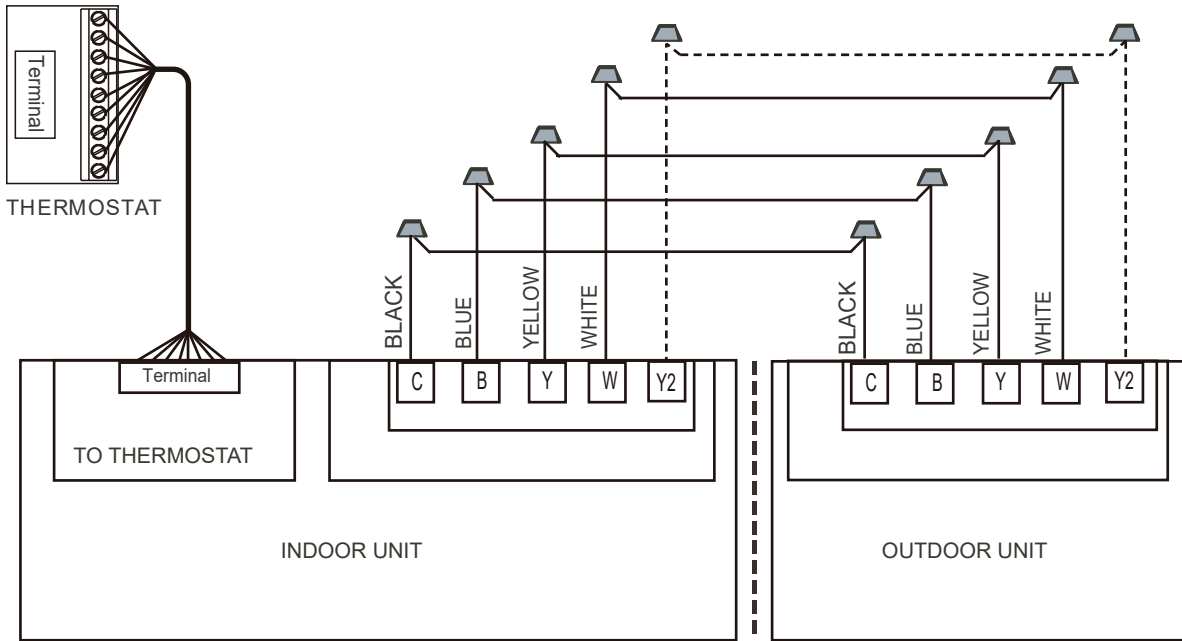 Terminal
THERMOSTAT
BLACK
BLUE
YELLOW
WHITE
BLACK
BLUE
YELLOW
WHITE
Terminal
C
B
Y
W
Y2
C
B
Y
W
Y2
TO THERMOSTAT
INDOOR UNIT
OUTDOOR UNIT